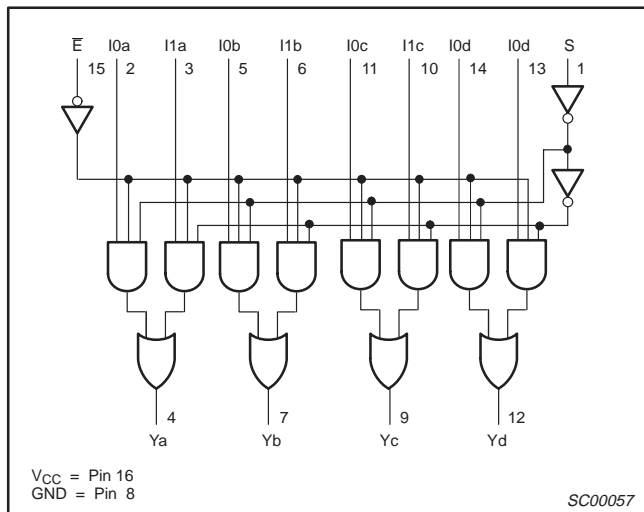 E̅ I0a I1a I0b I1b I0c I1c I0d I0d S
15 2 3 5 6 11 10 14 13 1
4 7 9 12
Ya Yb Yc Yd
VCC = Pin 16
GND = Pin 8
SC00057